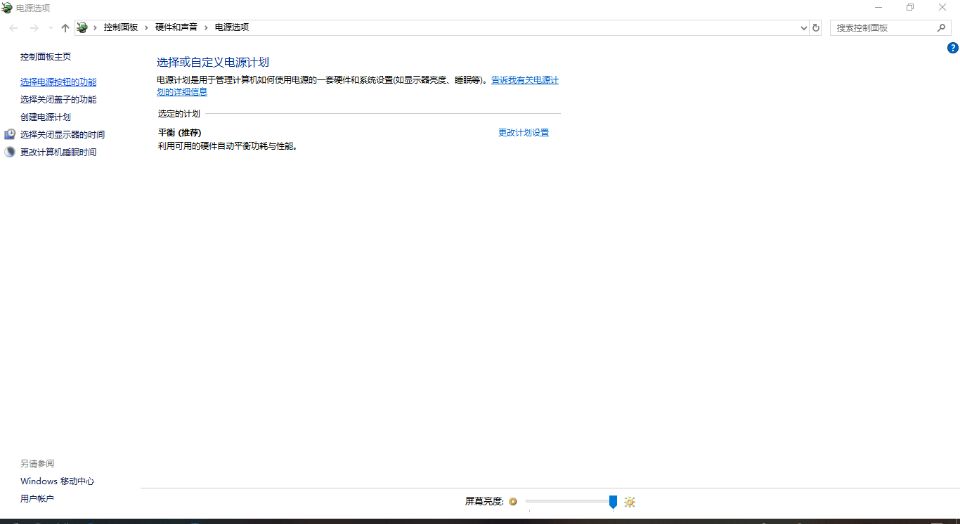 电源选项
控制面板 › 硬件和声音 › 电源选项
搜索控制面板
控制面板主页
选择电源按钮的功能
选择关闭盖子的功能
创建电源计划
选择关闭显示器的时间
更改计算机睡眠时间
选择或自定义电源计划
电源计划是用于管理计算机如何使用电源的一套硬件和系统设置(如显示器亮度、睡眠等)。告诉我有关电源计
划的详细信息
选定的计划
平衡 (推荐)
更改计划设置
利用可用的硬件自动平衡功耗与性能。
另请参阅
Windows 移动中心
用户帐户
屏幕亮度: